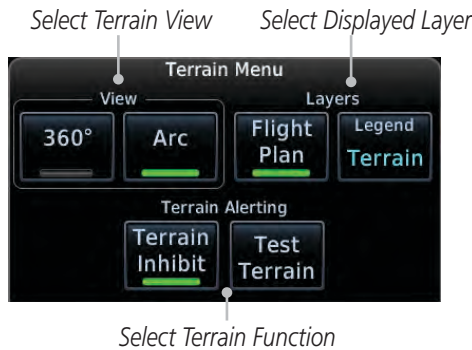 Select Terrain View
Select Displayed Layer
Terrain Menu
View
Layers
360°
Arc
Flight
Plan
Legend
Terrain
Terrain Alerting
Terrain
Inhibit
Test
Terrain
Select Terrain Function